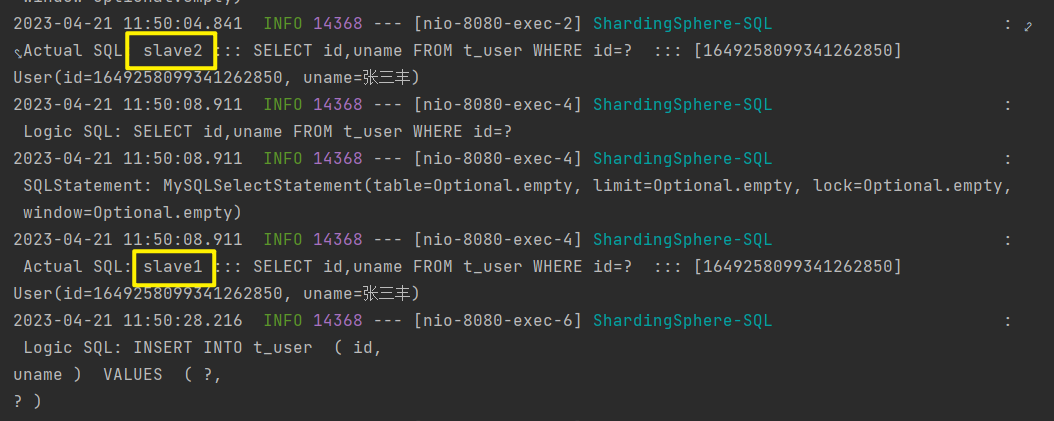 window=Optional.empty)
2023-04-21 11:50:04.841  INFO 14368 --- [nio-8080-exec-2] ShardingSphere-SQL                       :
Actual SQL: slave2 ::: SELECT id,uname FROM t_user WHERE id=?  ::: [1649258099341262850]
User(id=1649258099341262850, uname=张三丰)
2023-04-21 11:50:08.911  INFO 14368 --- [nio-8080-exec-4] ShardingSphere-SQL                       :
Logic SQL: SELECT id,uname FROM t_user WHERE id=?
2023-04-21 11:50:08.911  INFO 14368 --- [nio-8080-exec-4] ShardingSphere-SQL                       :
SQLStatement: MySQLSelectStatement(table=Optional.empty, limit=Optional.empty, lock=Optional.empty,
window=Optional.empty)
2023-04-21 11:50:08.911  INFO 14368 --- [nio-8080-exec-4] ShardingSphere-SQL                       :
Actual SQL: slave1 ::: SELECT id,uname FROM t_user WHERE id=?  ::: [1649258099341262850]
User(id=1649258099341262850, uname=张三丰)
2023-04-21 11:50:28.216  INFO 14368 --- [nio-8080-exec-6] ShardingSphere-SQL                       :
Logic SQL: INSERT INTO t_user  ( id,
uname )  VALUES  ( ?,
? )